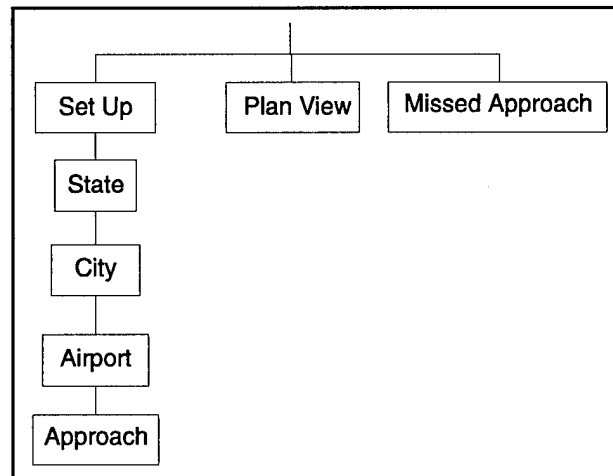 Set Up
Plan View
Missed Approach
State
City
Airport
Approach